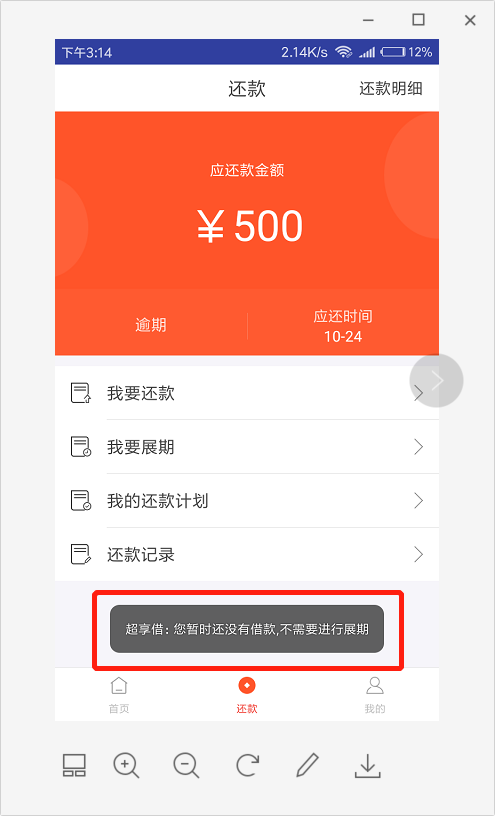 下午3:14
2.14K/s
12%
还款
还款明细
应还款金额
￥500
逾期
应还时间
10-24
我要还款
我要展期
我的还款计划
还款记录
超享借: 您暂时还没有借款,不需要进行展期
首页
还款
我的